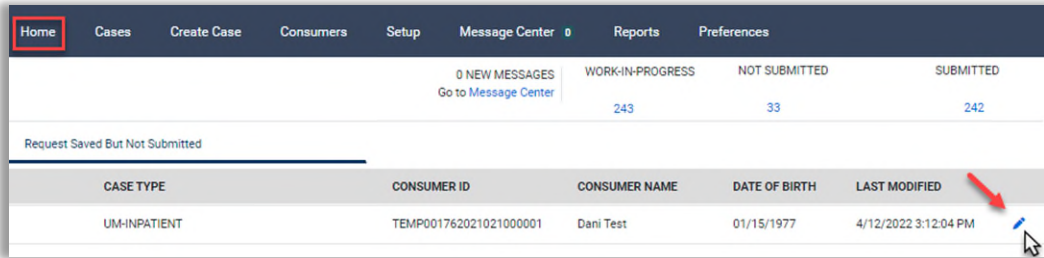 Home Cases Create Case Consumers Setup Message Center 0 Reports Preferences
0 NEW MESSAGES WORK-IN-PROGRESS NOT SUBMITTED SUBMITTED
Go to Message Center
243 33 242
Request Saved But Not Submitted
CASE TYPE CONSUMER ID CONSUMER NAME DATE OF BIRTH LAST MODIFIED
UM-INPATIENT TEMP001762021021000001 Dani Test 01/15/1977 4/12/2022 3:12:04 PM